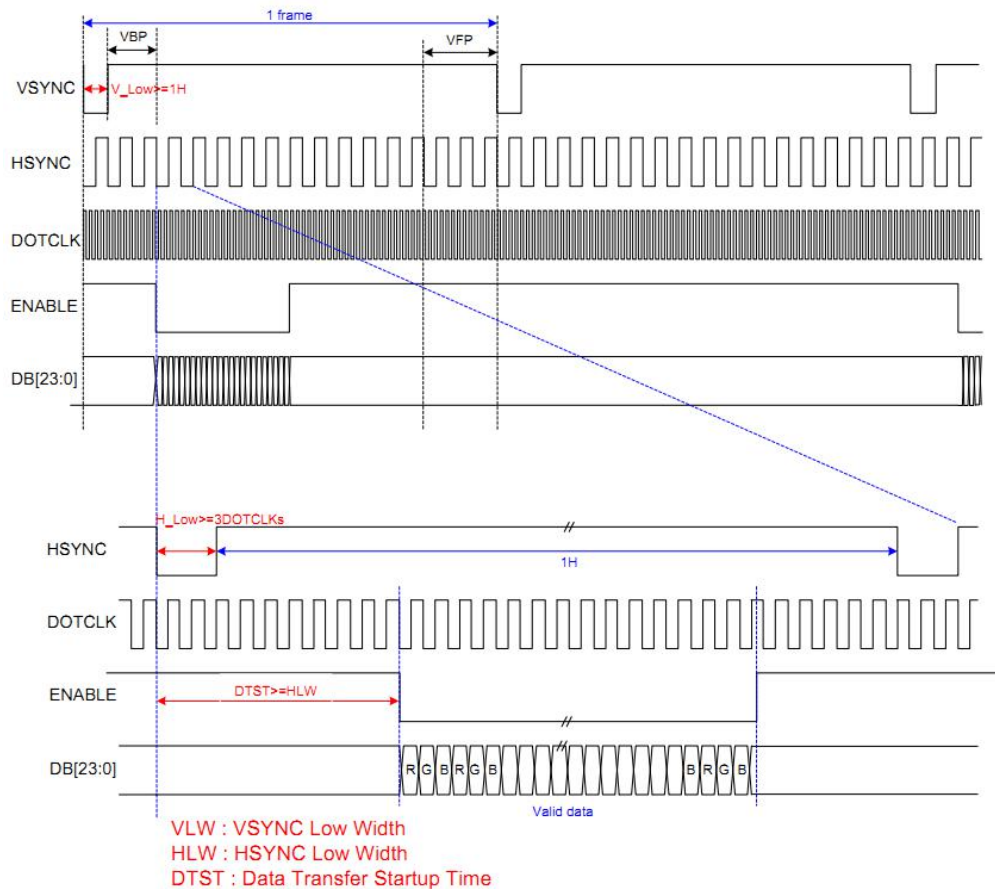 1 frame
VBP
VFP
VSYNC
V_Low>=1H
HSYNC
DOTCLK
ENABLE
DB[23:0]
H_Low>=3DOTCLKs
HSYNC
1H
DOTCLK
ENABLE
DTST>=HLW
DB[23:0]
R G B R G B B R G B
Valid data
VLW : VSYNC Low Width
HLW : HSYNC Low Width
DTST : Data Transfer Startup Time